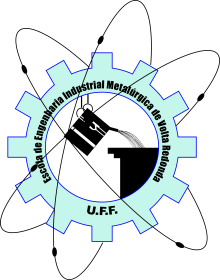 Escola de Engenharia Industrial Metalúrgica de Volta Redonda
U.F.F.